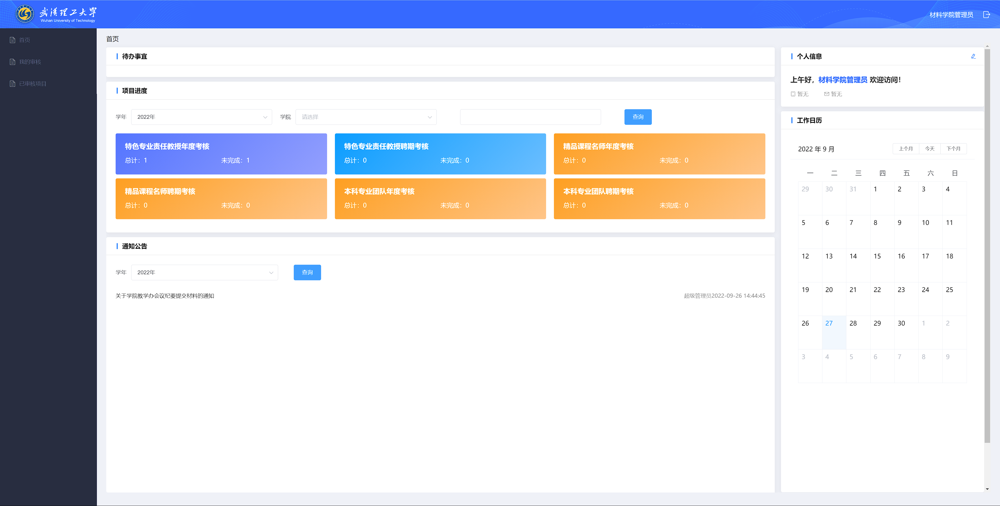 武汉理工大学
Wuhan University of Technology
材料学院管理员
首页
我的审核
已审核项目
首页
待办事宜
项目进度
学年 2022年 学院 请选择 查询
特色专业责任教授年度考核
总计：1 未完成：1
特色专业责任教授聘期考核
总计：0 未完成：0
精品课程名师年度考核
总计：0 未完成：0
精品课程名师聘期考核
总计：0 未完成：0
本科专业团队年度考核
总计：0 未完成：0
本科专业团队聘期考核
总计：0 未完成：0
通知公告
学年 2022年 查询
关于学院教学办会议纪要提交材料的通知 超级管理员2022-09-26 14:44:45
个人信息
上午好，材料学院管理员 欢迎访问！
暂无 暂无
工作日历
2022 年 9 月 上个月 今天 下个月
一 二 三 四 五 六 日
29 30 31 1 2 3 4
5 6 7 8 9 10 11
12 13 14 15 16 17 18
19 20 21 22 23 24 25
26 27 28 29 30 1 2
3 4 5 6 7 8 9